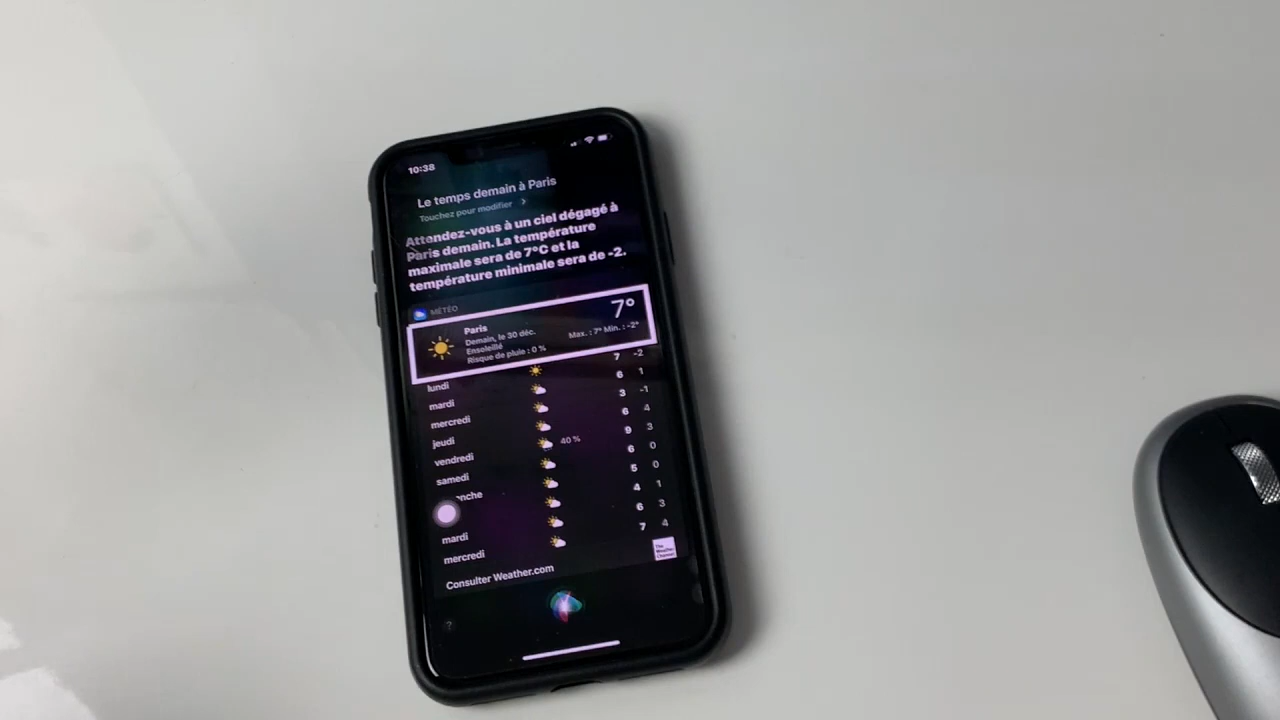 10:38
Le temps demain à Paris
Touchez pour modifier >
Attendez-vous à un ciel dégagé à
Paris demain. La température
maximale sera de 7°C et la
température minimale sera de -2.
MÉTÉO
7°
Paris
Demain, le 30 déc.
Max. : 7° Min. : -2°
Ensoleillé
Risque de pluie : 0 %
7 -2
lundi 6 1
mardi 3 -1
mercredi 6 4
jeudi 40 % 9 3
vendredi 6 0
samedi 5 0
anche 4 1
6 3
mardi 7 4
mercredi
The Weather Channel
Consulter Weather.com
?